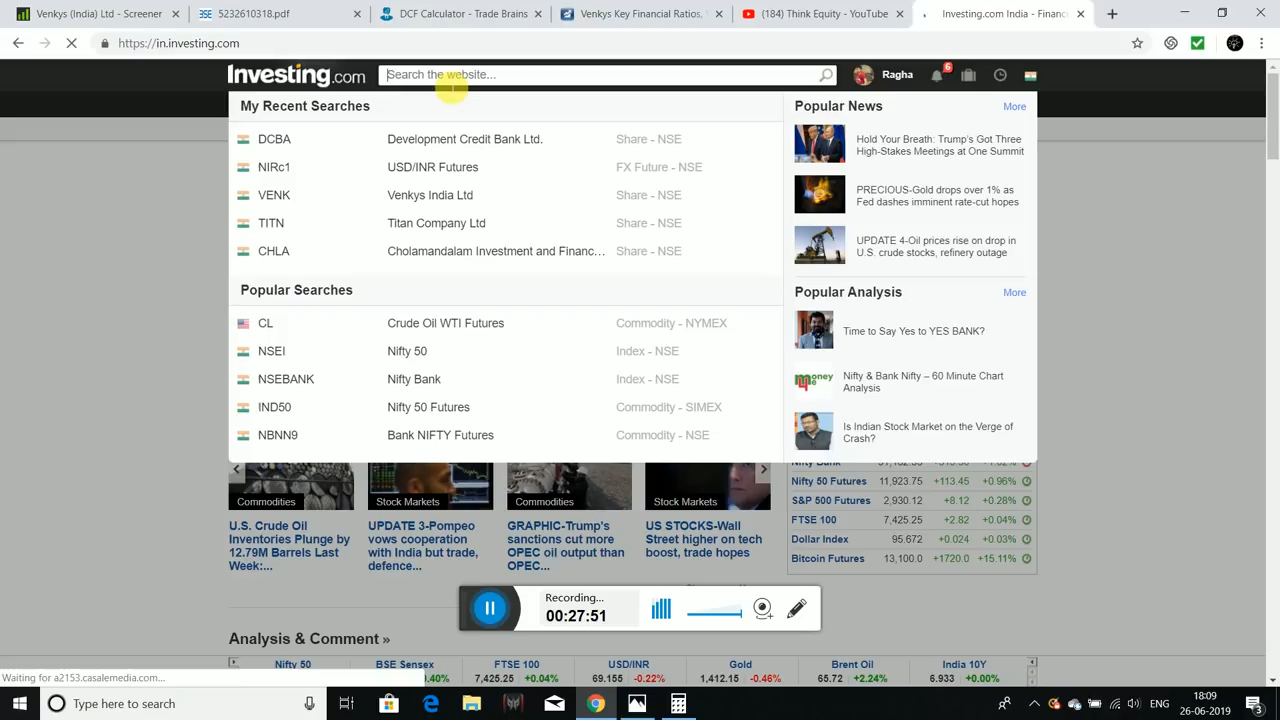 Venkys (India) Ltd - Screener
5232610318.pdf
DCF Calculator - Trade Brains
Venkys Key Financial Ratios,
(184) Think Equity - YouTube
Investing.com India - Financ
https://in.investing.com
Investing.com
Search the website...
6
Ragha
My Recent Searches
DCBA Development Credit Bank Ltd. Share - NSE
NIRc1 USD/INR Futures FX Future - NSE
VENK Venkys India Ltd Share - NSE
TITN Titan Company Ltd Share - NSE
CHLA Cholamandalam Investment and Financ... Share - NSE
Popular Searches
CL Crude Oil WTI Futures Commodity - NYMEX
NSEI Nifty 50 Index - NSE
NSEBANK Nifty Bank Index - NSE
IND50 Nifty 50 Futures Commodity - SIMEX
NBNN9 Bank NIFTY Futures Commodity - NSE
Popular News More
Hold Your Breath: Trump's Got Three
High-Stakes Meetings at One Summit
PRECIOUS-Gold drops over 1% as
Fed dashes imminent rate-cut hopes
UPDATE 4-Oil prices rise on drop in
U.S. crude stocks, refinery outage
Popular Analysis More
Time to Say Yes to YES BANK?
money
Nifty & Bank Nifty – 60 Minute Chart
Analysis
Is Indian Stock Market on the Verge of
Crash?
Commodities
Stock Markets
Commodities
Stock Markets
U.S. Crude Oil
Inventories Plunge by
12.79M Barrels Last
Week:...
UPDATE 3-Pompeo
vows cooperation
with India but trade,
defence...
GRAPHIC-Trump's
sanctions cut more
OPEC oil output than
OPEC...
US STOCKS-Wall
Street higher on tech
boost, trade hopes
Nifty 50 Futures 11,923.75 +113.45 +0.96%
S&P 500 Futures 2,930.12 +8.12 +0.28%
FTSE 100 7,425.25 +2.82 +0.04%
Dollar Index 95.672 +0.024 +0.03%
Bitcoin Futures 13,100.0 +1720.0 +15.11%
Recording...
00:27:51
Analysis & Comment »
Nifty 50 BSE Sensex FTSE 100 USD/INR Gold Brent Oil India 10Y
0.40% 7,425.25 +0.04% 69.155 -0.22% 1,412.15 -0.46% 65.72 +2.24% 6.933 +0.00%
Waiting for a2153.casalemedia.com...
Type here to search
ENG
18:09
26-06-2019
3